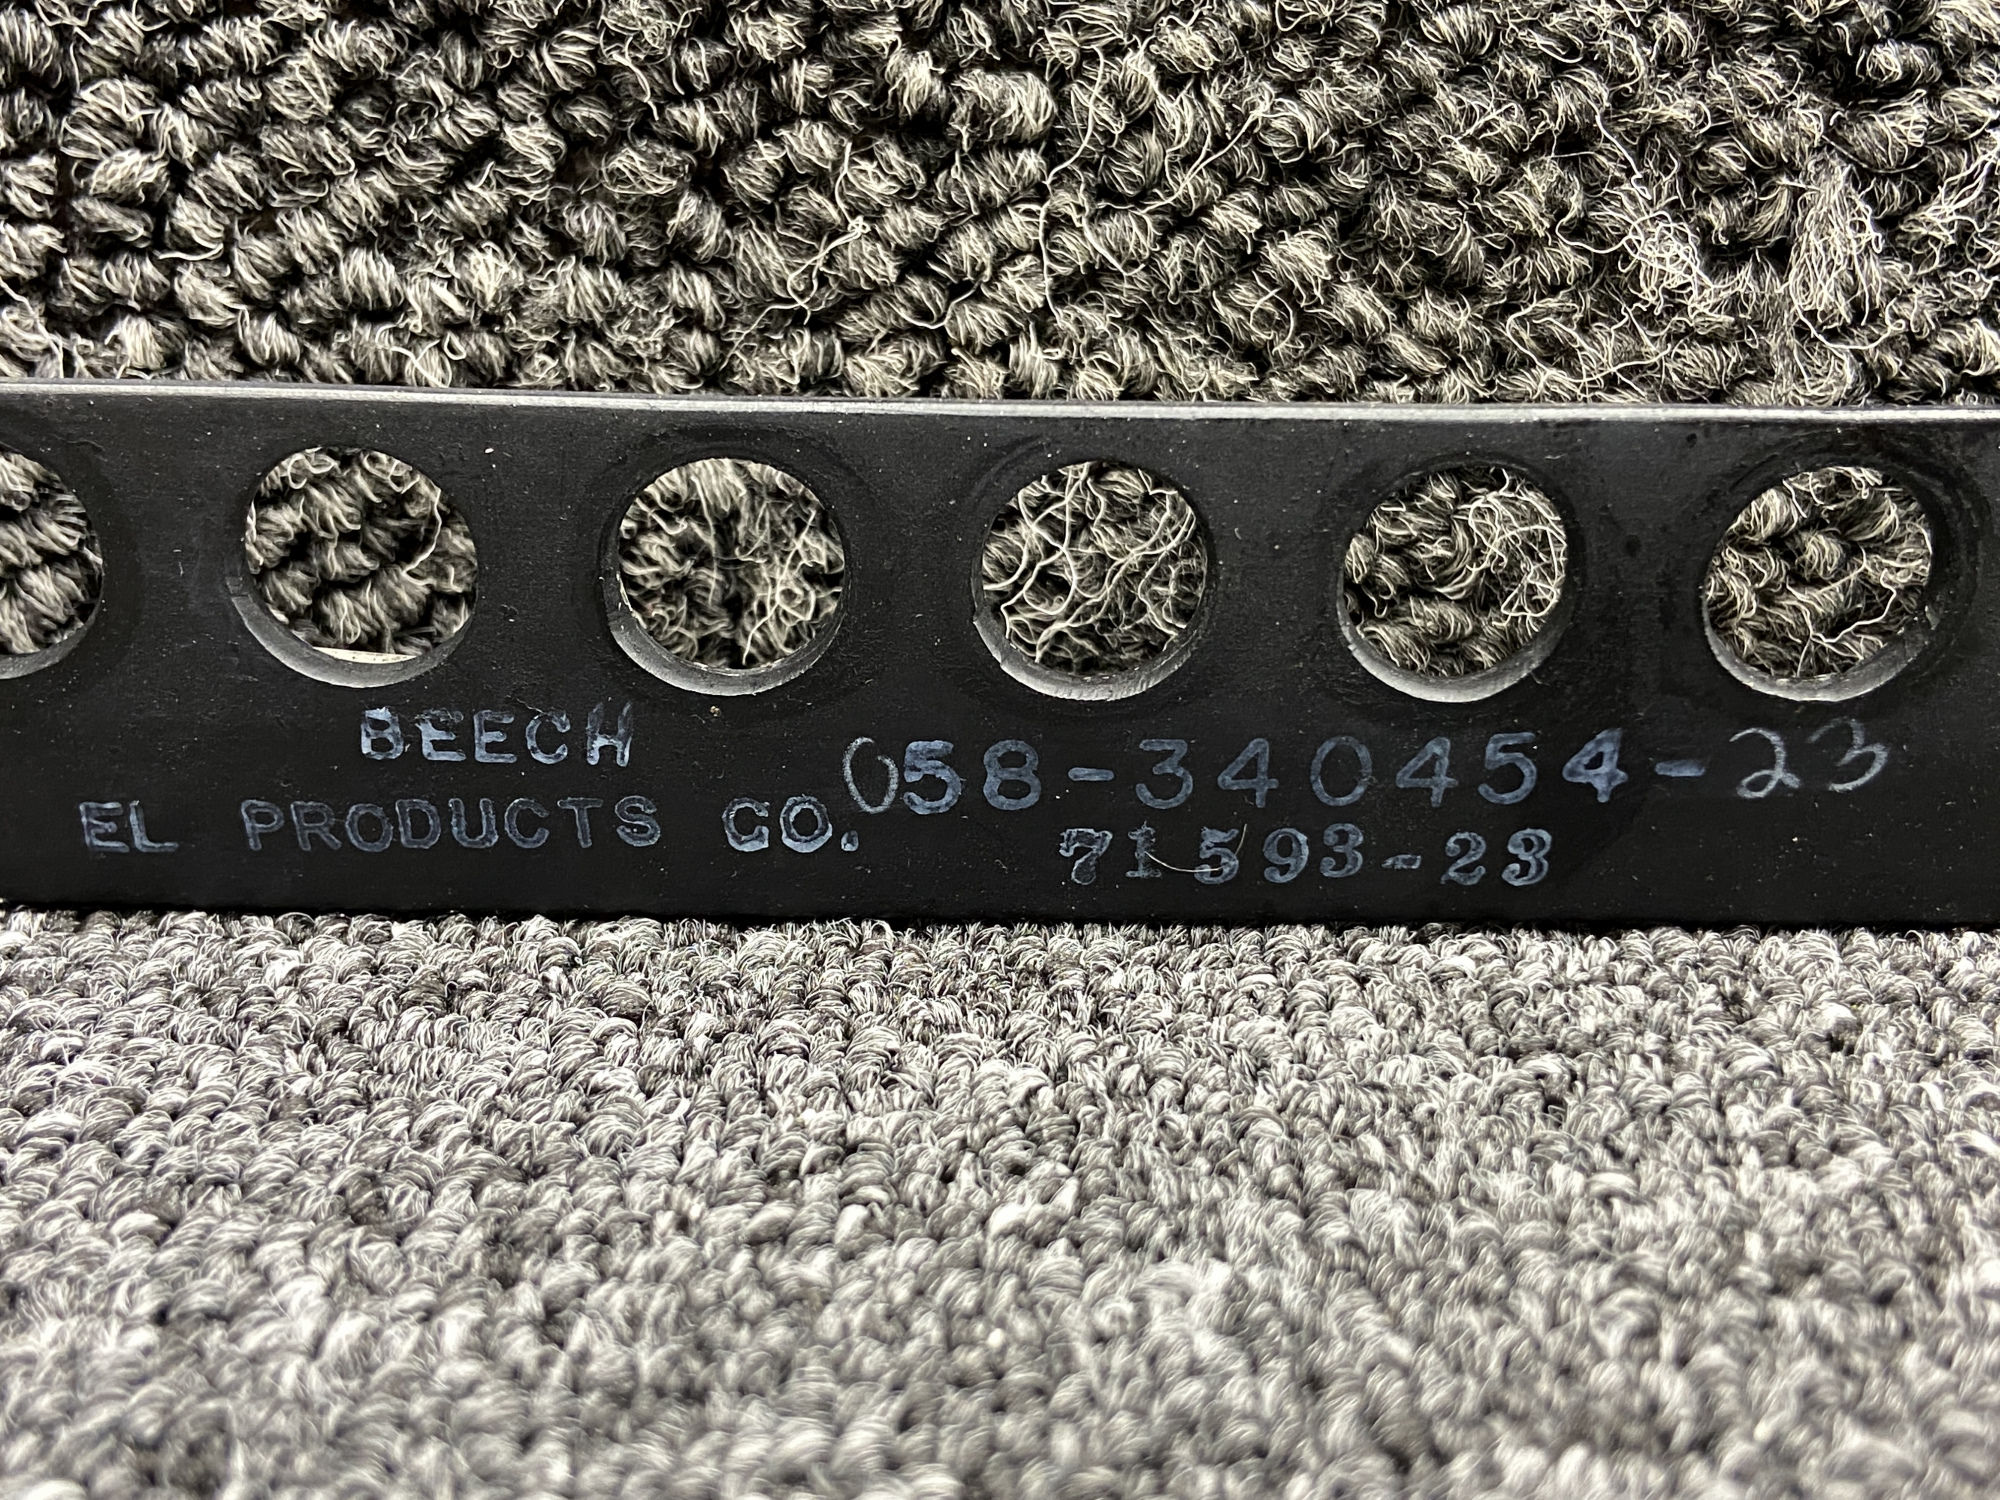 BEECH
EL PRODUCTS CO.
058-340454-23
71593-23